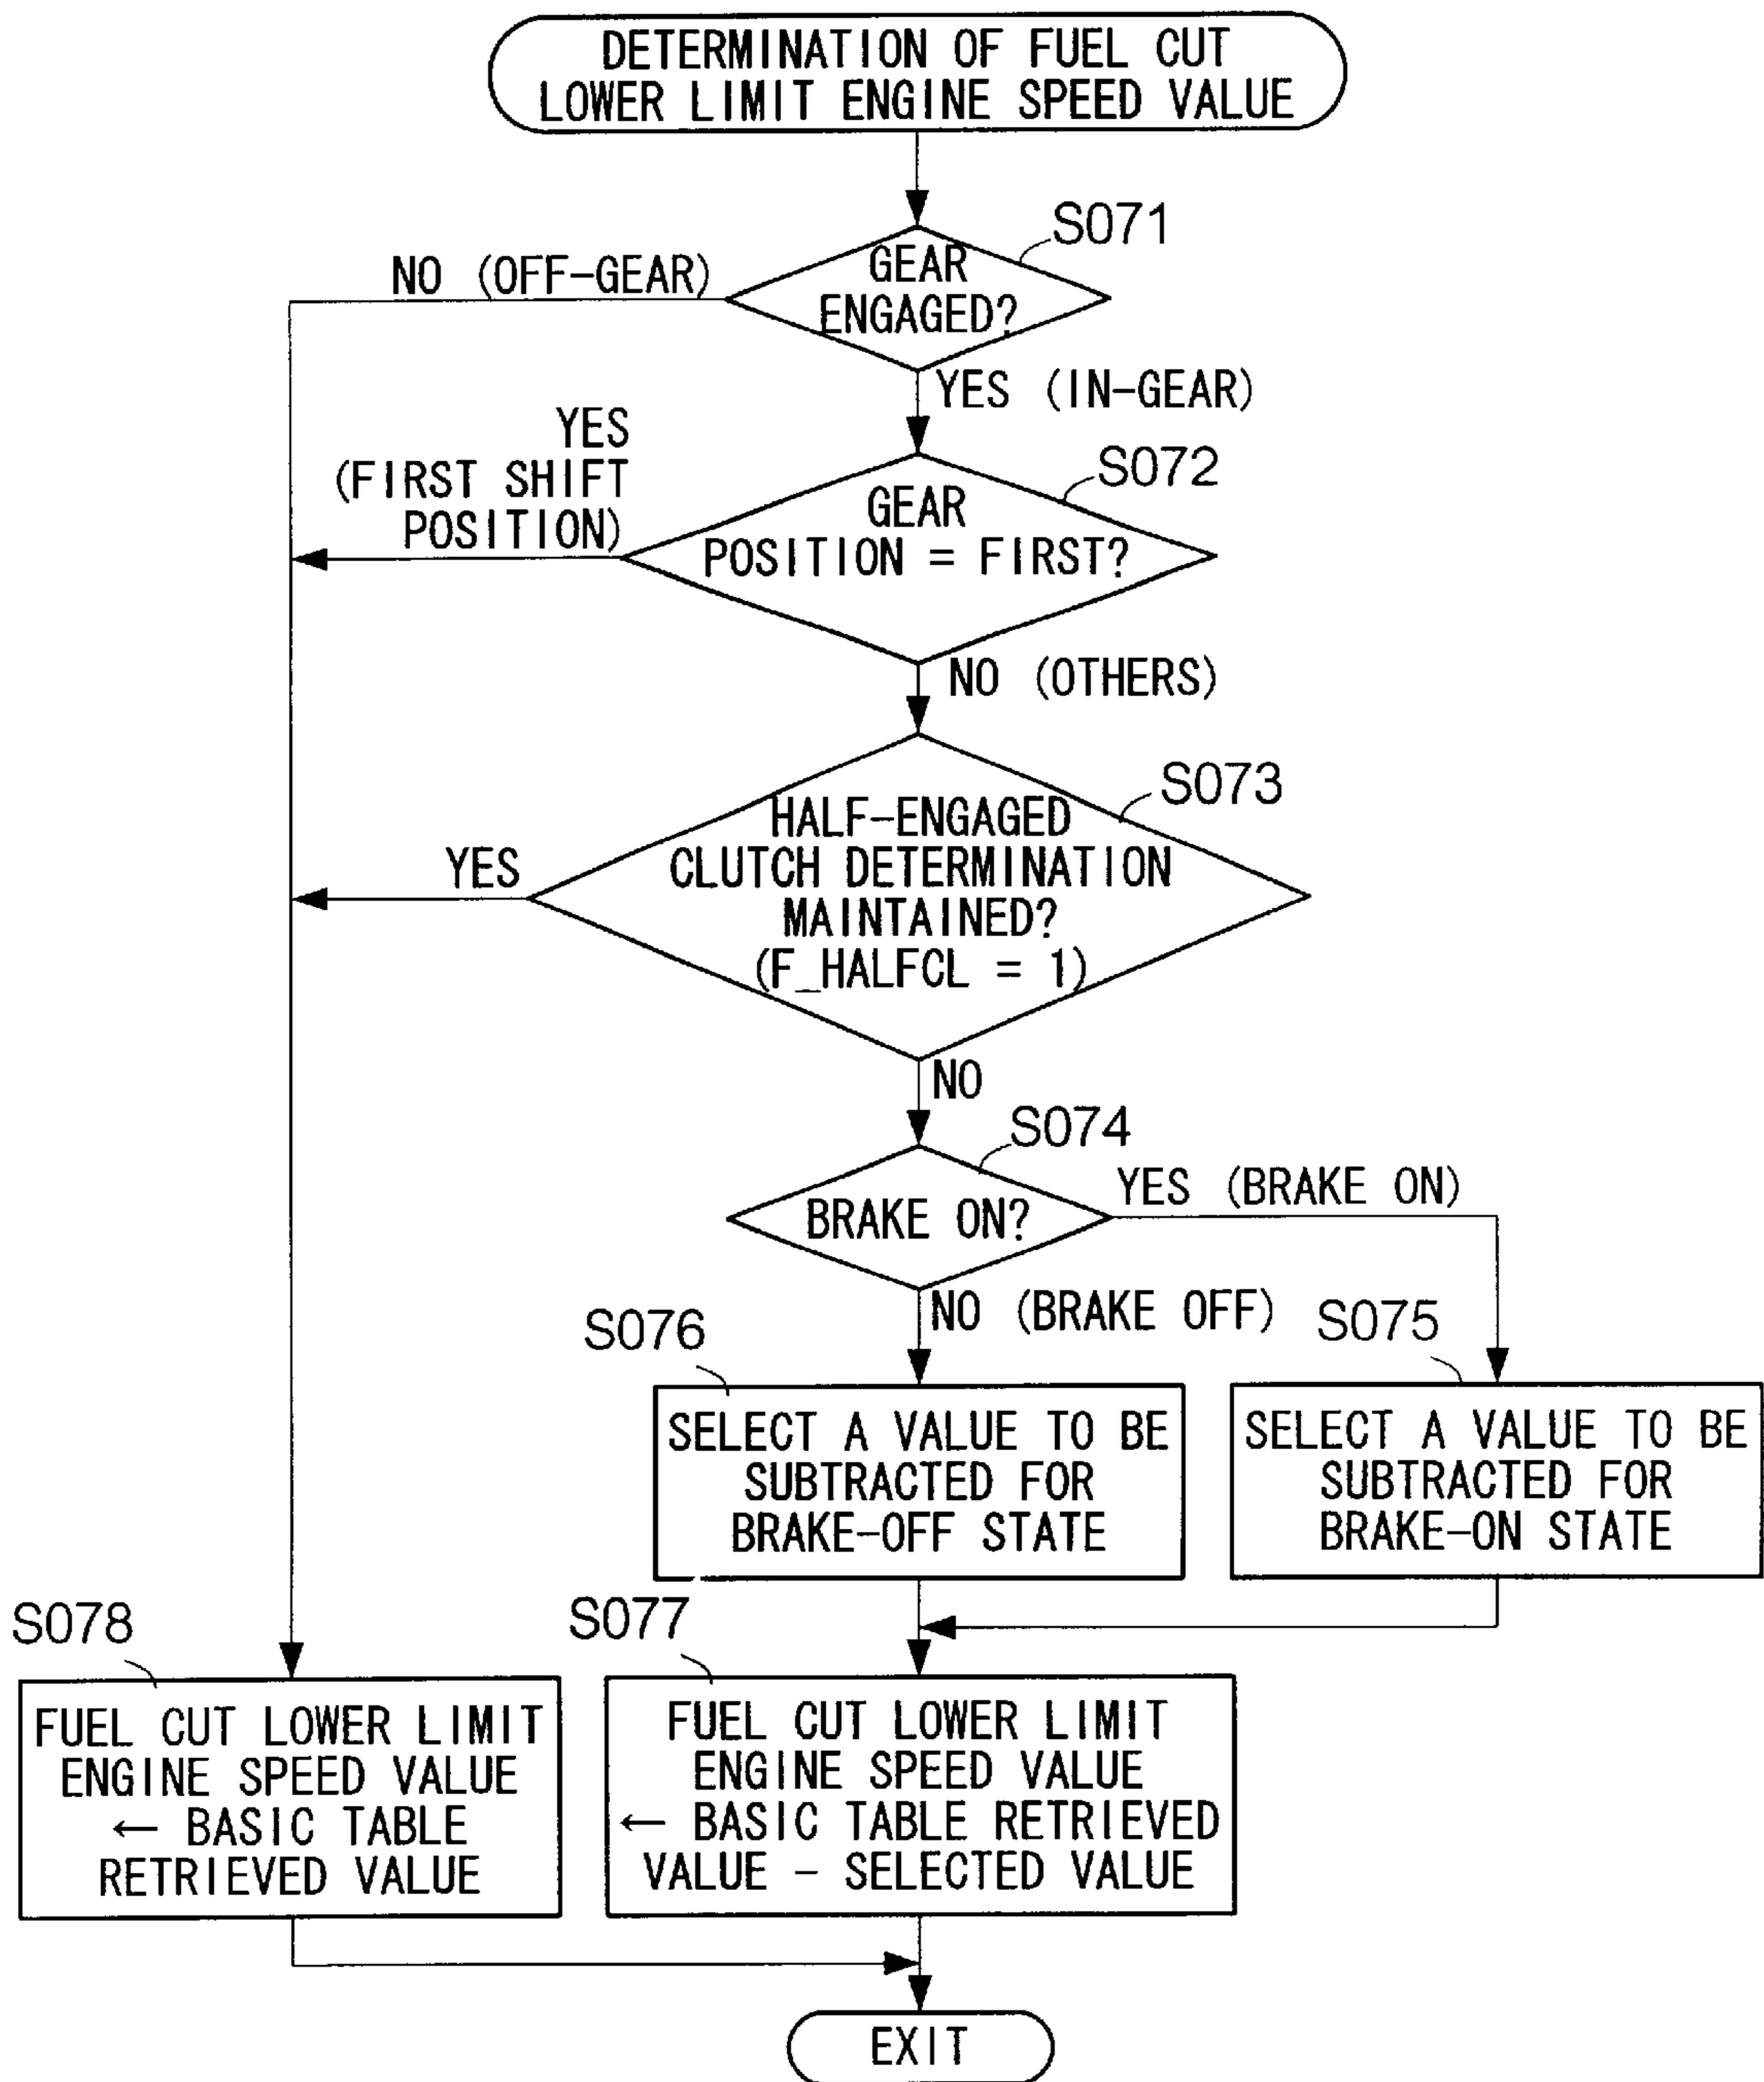 DETERMINATION OF FUEL CUT
LOWER LIMIT ENGINE SPEED VALUE
S071
NO (OFF-GEAR)
GEAR
ENGAGED?
YES (IN-GEAR)
YES
(FIRST SHIFT
POSITION)
S072
GEAR
POSITION = FIRST?
NO (OTHERS)
S073
HALF-ENGAGED
CLUTCH DETERMINATION
MAINTAINED?
(F_HALFCL = 1)
YES
NO
S074
YES (BRAKE ON)
BRAKE ON?
NO (BRAKE OFF)
S076
S075
SELECT A VALUE TO BE
SUBTRACTED FOR
BRAKE-OFF STATE
SELECT A VALUE TO BE
SUBTRACTED FOR
BRAKE-ON STATE
S078
S077
FUEL CUT LOWER LIMIT
ENGINE SPEED VALUE
← BASIC TABLE
RETRIEVED VALUE
FUEL CUT LOWER LIMIT
ENGINE SPEED VALUE
← BASIC TABLE RETRIEVED
VALUE - SELECTED VALUE
EXIT